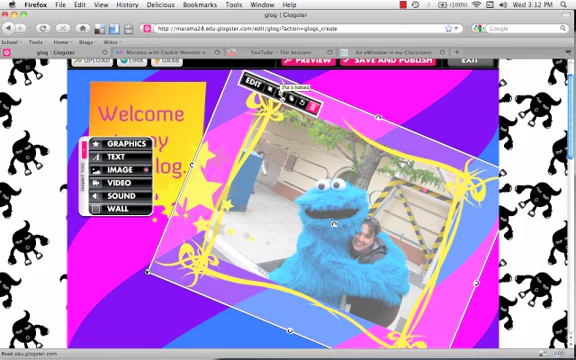 Firefox File Edit View History Bookmarks Delicious Tools Window Help (100%) Wed 3:12 PM
glog | Glogster
http://marama28.edu.glogster.com/edit/glog/?action=glogs_create
Google
School Tools Home Blogs Wikis
glog | Glogster Marama with Cookie Monster o YouTube - The Seasons An eWindow in my Classroom
UPLOAD LINK GRAB PREVIEW SAVE AND PUBLISH EXIT
EDIT
Welcome
my
log.
GRAPHICS
TEXT
IMAGE
VIDEO
SOUND
WALL
Read edu.glogster.com